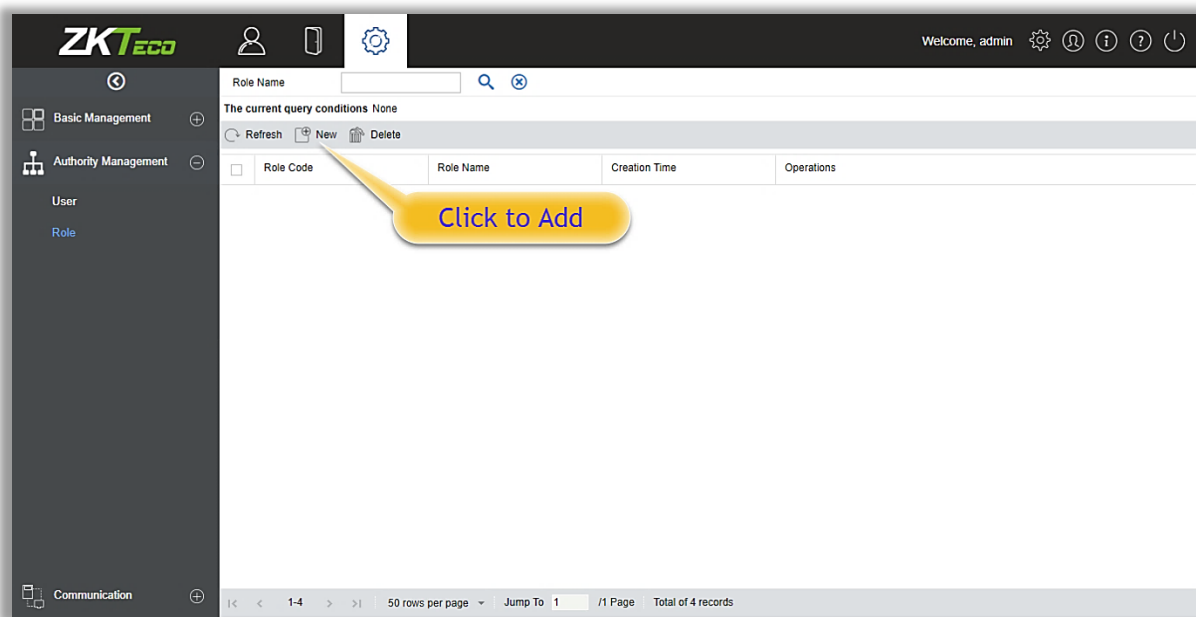 ZKTeco
Welcome, admin
Role Name
The current query conditions None
Basic Management
Refresh New Delete
Authority Management
Role Code Role Name Creation Time Operations
User
Click to Add
Role
Communication
1-4 50 rows per page Jump To 1 /1 Page Total of 4 records